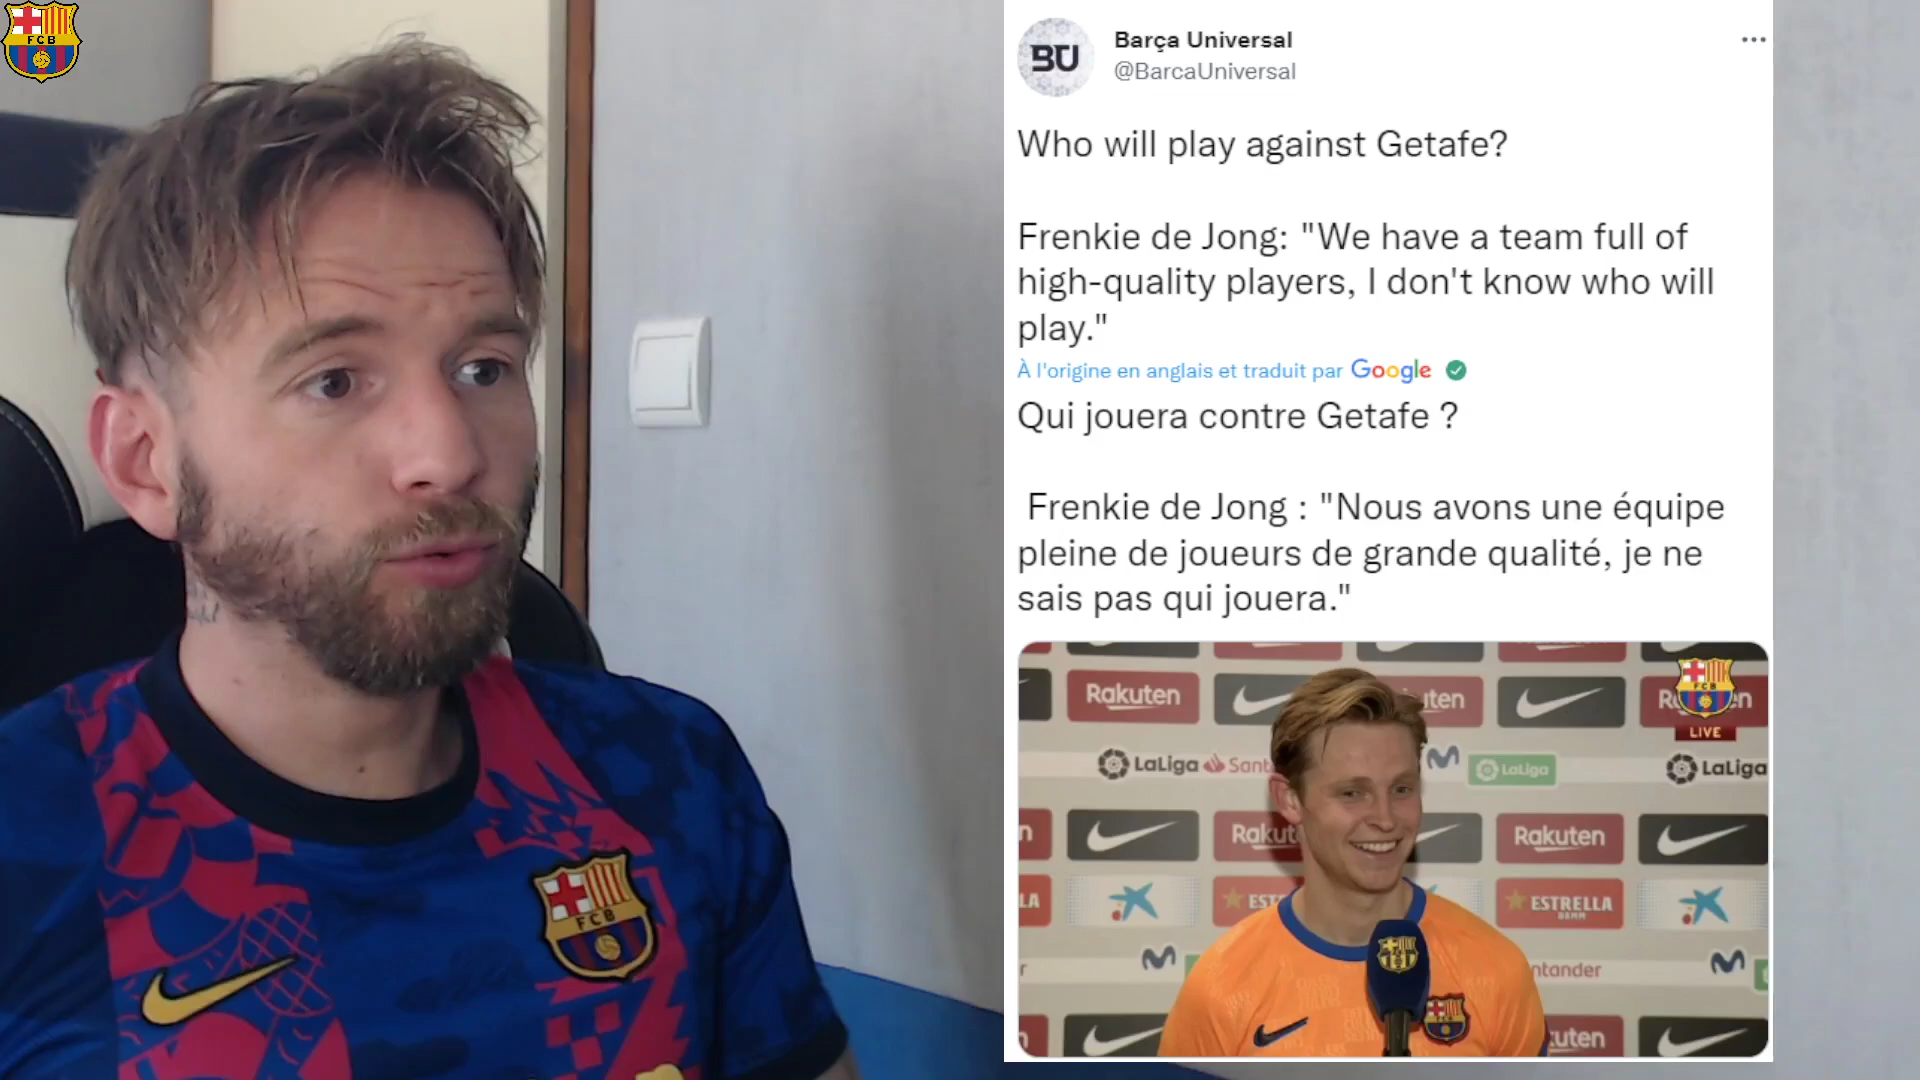 FCB
BU
Barça Universal
@BarcaUniversal
Who will play against Getafe?
Frenkie de Jong: "We have a team full of
high-quality players, I don't know who will
play."
À l'origine en anglais et traduit par Google
Qui jouera contre Getafe ?
Frenkie de Jong : "Nous avons une équipe
pleine de joueurs de grande qualité, je ne
sais pas qui jouera."
Rakuten
FCB
LIVE
LaLiga
LaLiga
LaLiga
Rakuten
ESTRELLA
DAMM
FCB